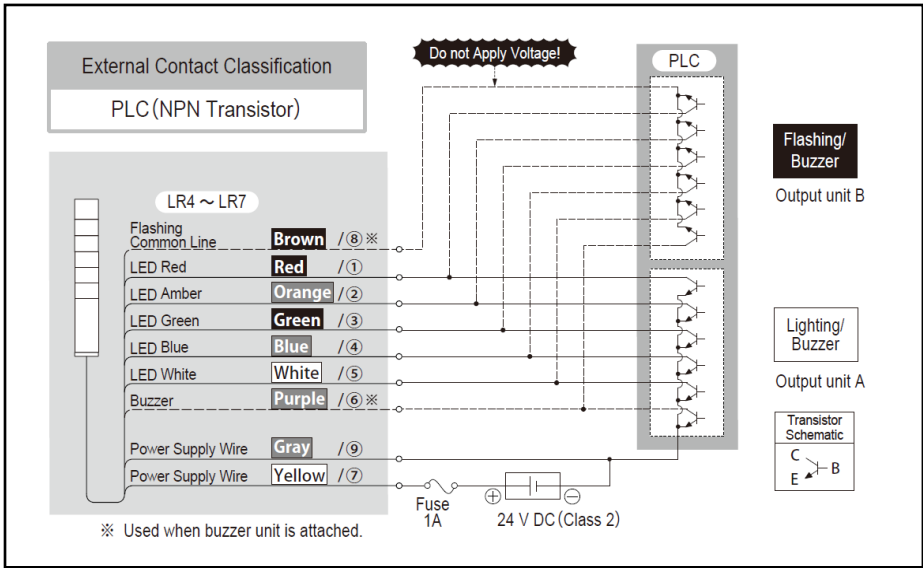 External Contact Classification
PLC (NPN Transistor)
Do not Apply Voltage!
PLC
Flashing/
Buzzer
Output unit B
LR4 ～ LR7
Flashing
Common Line Brown /⑧※
LED Red Red /①
LED Amber Orange /②
LED Green Green /③
LED Blue Blue /④
LED White White /⑤
Buzzer Purple /⑥※
Power Supply Wire Gray /⑨
Power Supply Wire Yellow /⑦
Fuse
1A
⊕ ⊖
24 V DC (Class 2)
Lighting/
Buzzer
Output unit A
Transistor
Schematic
C
B
E
※ Used when buzzer unit is attached.